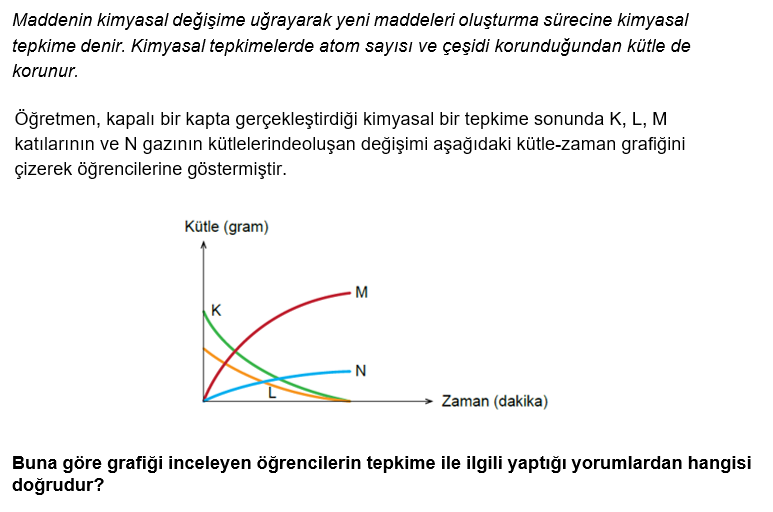 Maddenin kimyasal değişime uğrayarak yeni maddeleri oluşturma sürecine kimyasal
tepkime denir. Kimyasal tepkimelerde atom sayısı ve çeşidi korunduğundan kütle de
korunur.
Öğretmen, kapalı bir kapta gerçekleştirdiği kimyasal bir tepkime sonunda K, L, M
katılarının ve N gazının kütlelerindeoluşan değişimi aşağıdaki kütle-zaman grafiğini
çizerek öğrencilerine göstermiştir.
Kütle (gram)
M
K
N
L
Zaman (dakika)
Buna göre grafiği inceleyen öğrencilerin tepkime ile ilgili yaptığı yorumlardan hangisi
doğrudur?